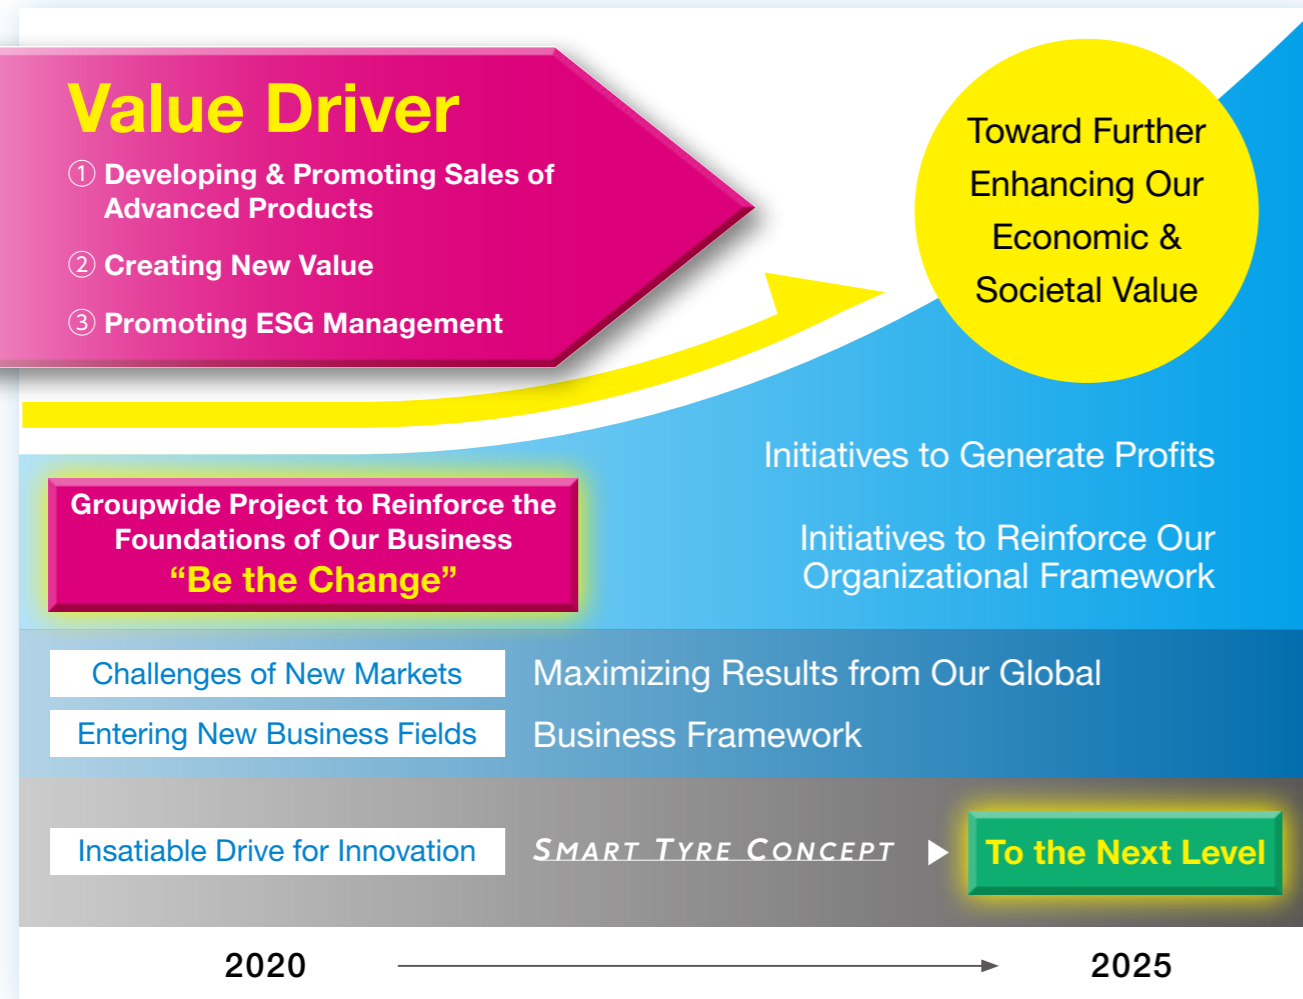 Value Driver
① Developing & Promoting Sales of
Advanced Products
② Creating New Value
③ Promoting ESG Management
Toward Further
Enhancing Our
Economic &
Societal Value
Groupwide Project to Reinforce the
Foundations of Our Business
“Be the Change”
Initiatives to Generate Profits
Initiatives to Reinforce Our
Organizational Framework
Challenges of New Markets
Entering New Business Fields
Maximizing Results from Our Global
Business Framework
Insatiable Drive for Innovation
SMART TYRE CONCEPT
To the Next Level
2020
2025